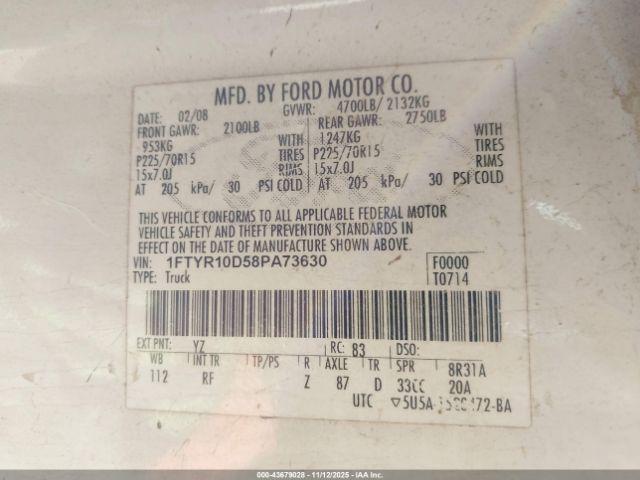 MFD. BY FORD MOTOR CO.
DATE: 02/08 GVWR: 4700LB/ 2132KG
FRONT GAWR: 2100LB REAR GAWR: 2750LB
953KG WITH 1247KG WITH
P225/70R15 TIRES P225/70R15 TIRES
15x7.0J RIMS 15x7.0J RIMS
AT 205 kPa/ 30 PSI COLD AT 205 kPa/ 30 PSI COLD
THIS VEHICLE CONFORMS TO ALL APPLICABLE FEDERAL MOTOR
VEHICLE SAFETY AND THEFT PREVENTION STANDARDS IN
EFFECT ON THE DATE OF MANUFACTURE SHOWN ABOVE.
VIN: 1FTYR10D58PA73630 F0000
TYPE: Truck T0714
EXT PNT: YZ RC: 83 DSO:
WB INT TR TP/PS R AXLE TR SPR 8R31A
112 RF Z 87 D 33CC 20A
UTC
000-43679028 - 11/12/2025 - IAA Inc.